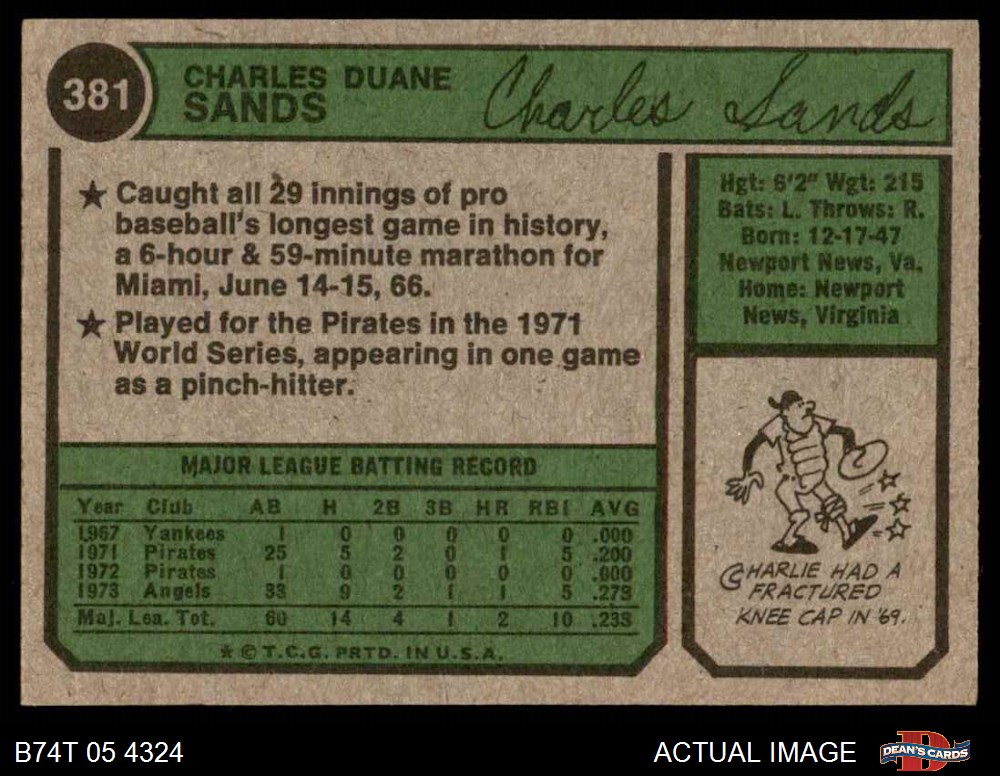 381
CHARLES DUANE
SANDS
Charles Sands
★ Caught all 29 innings of pro
baseball's longest game in history,
a 6-hour & 59-minute marathon for
Miami, June 14-15, 66.
★ Played for the Pirates in the 1971
World Series, appearing in one game
as a pinch-hitter.
Hgt: 6'2" Wgt: 215
Bats: L. Throws: R.
Born: 12-17-47
Newport News, Va.
Home: Newport
News, Virginia
CHARLIE HAD A
FRACTURED
KNEE CAP IN '69.
MAJOR LEAGUE BATTING RECORD
Year Club AB H 2B 3B HR RBI AVG
1967 Yankees 1 0 0 0 0 0 .000
1971 Pirates 25 5 2 0 1 5 .200
1972 Pirates 1 0 0 0 0 0 .000
1973 Angels 33 9 2 1 1 5 .273
Maj. Lea. Tot. 60 14 4 1 2 10 .233
★ © T.C.G. PRTD. IN U.S.A.
B74T 05 4324
ACTUAL IMAGE
D
DEAN'S CARDS